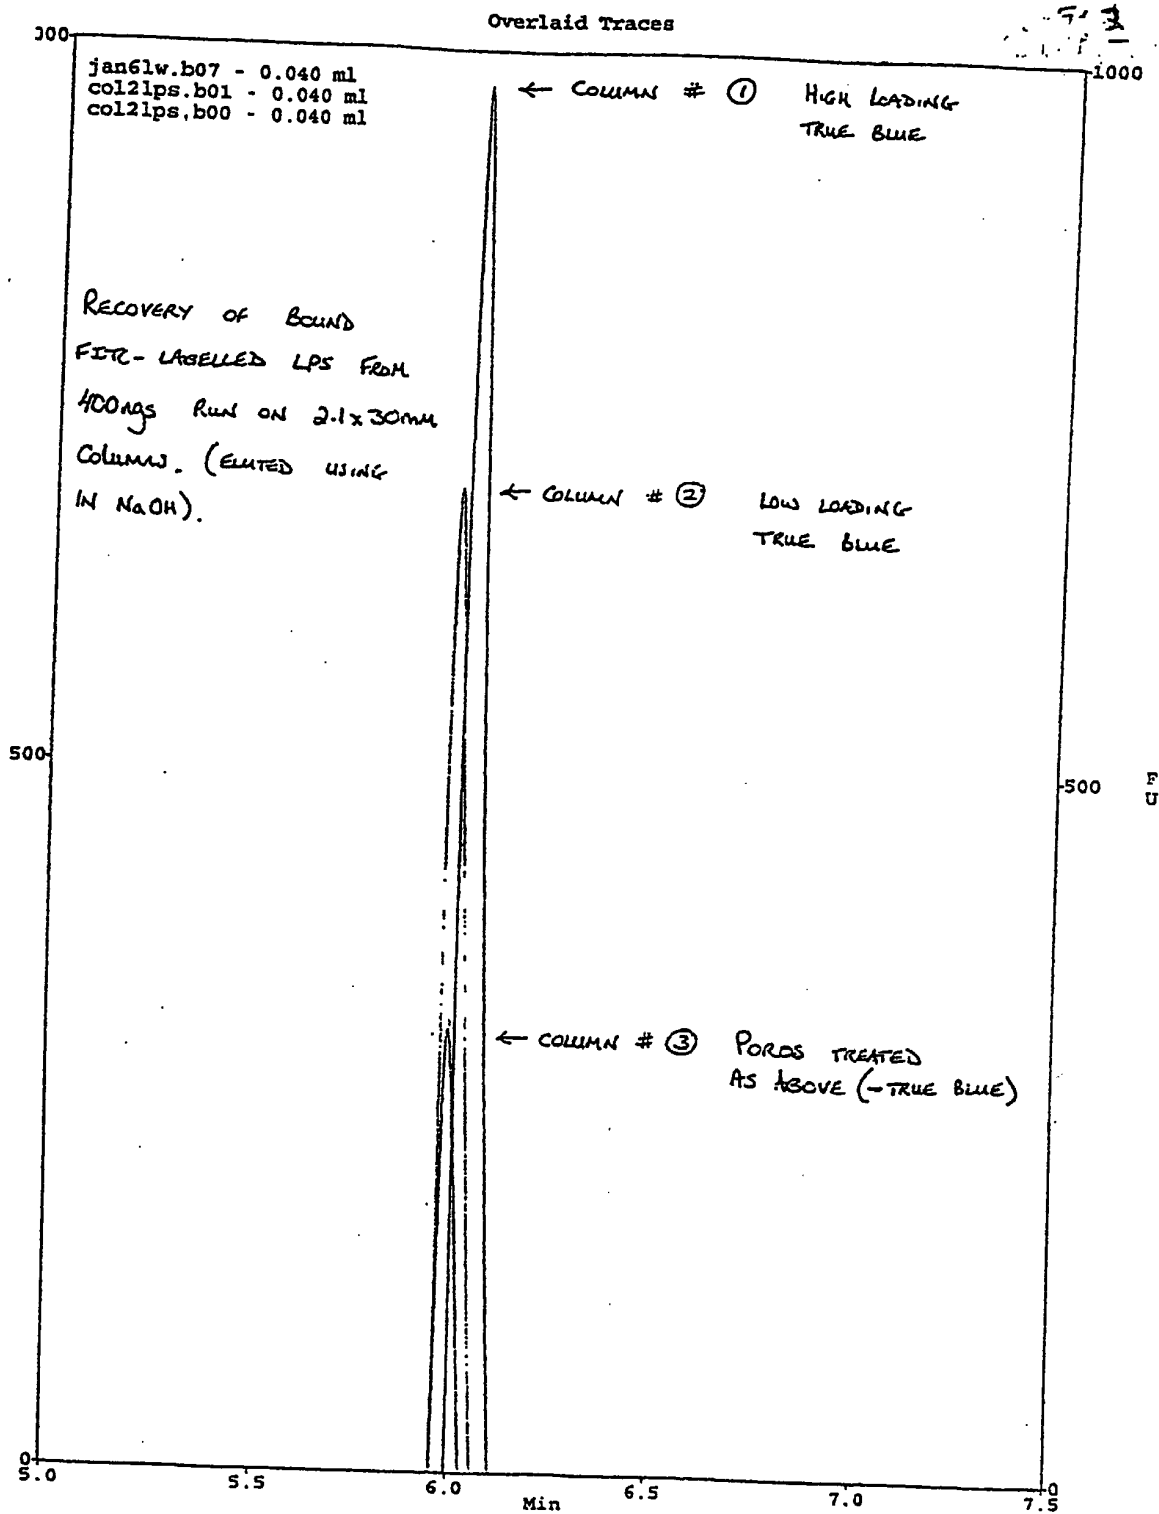 Overlaid Traces
jan61w.b07 - 0.040 ml
col21ps.b01 - 0.040 ml
col21ps,b00 - 0.040 ml
← COLUMN # ① HIGH LOADING
TRUE BLUE
RECOVERY OF BOUND
FITC-LABELLED LPS FROM
400ngs RUN ON 2.1x30mm
COLUMN. (ELUTED USING
1N NaOH).
← COLUMN # ② LOW LOADING
TRUE BLUE
← COLUMN # ③ POROS TREATED
AS ABOVE (-TRUE BLUE)
1000
500
500
0
0
F
U
5.0 5.5 6.0 6.5 7.0 7.5
Min